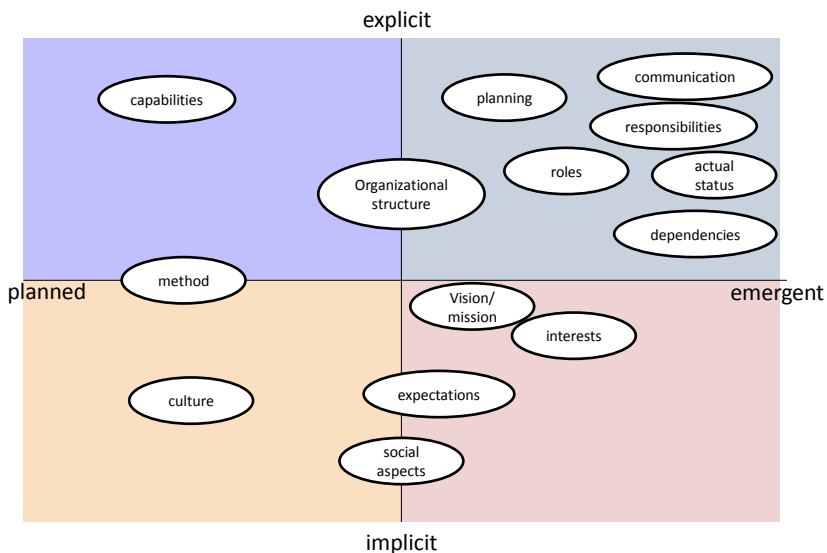 explicit
communication
capabilities
planning
responsibilities
roles
actual
status
Organizational
structure
dependencies
method
planned
emergent
Vision/
mission
interests
expectations
culture
social
aspects
implicit